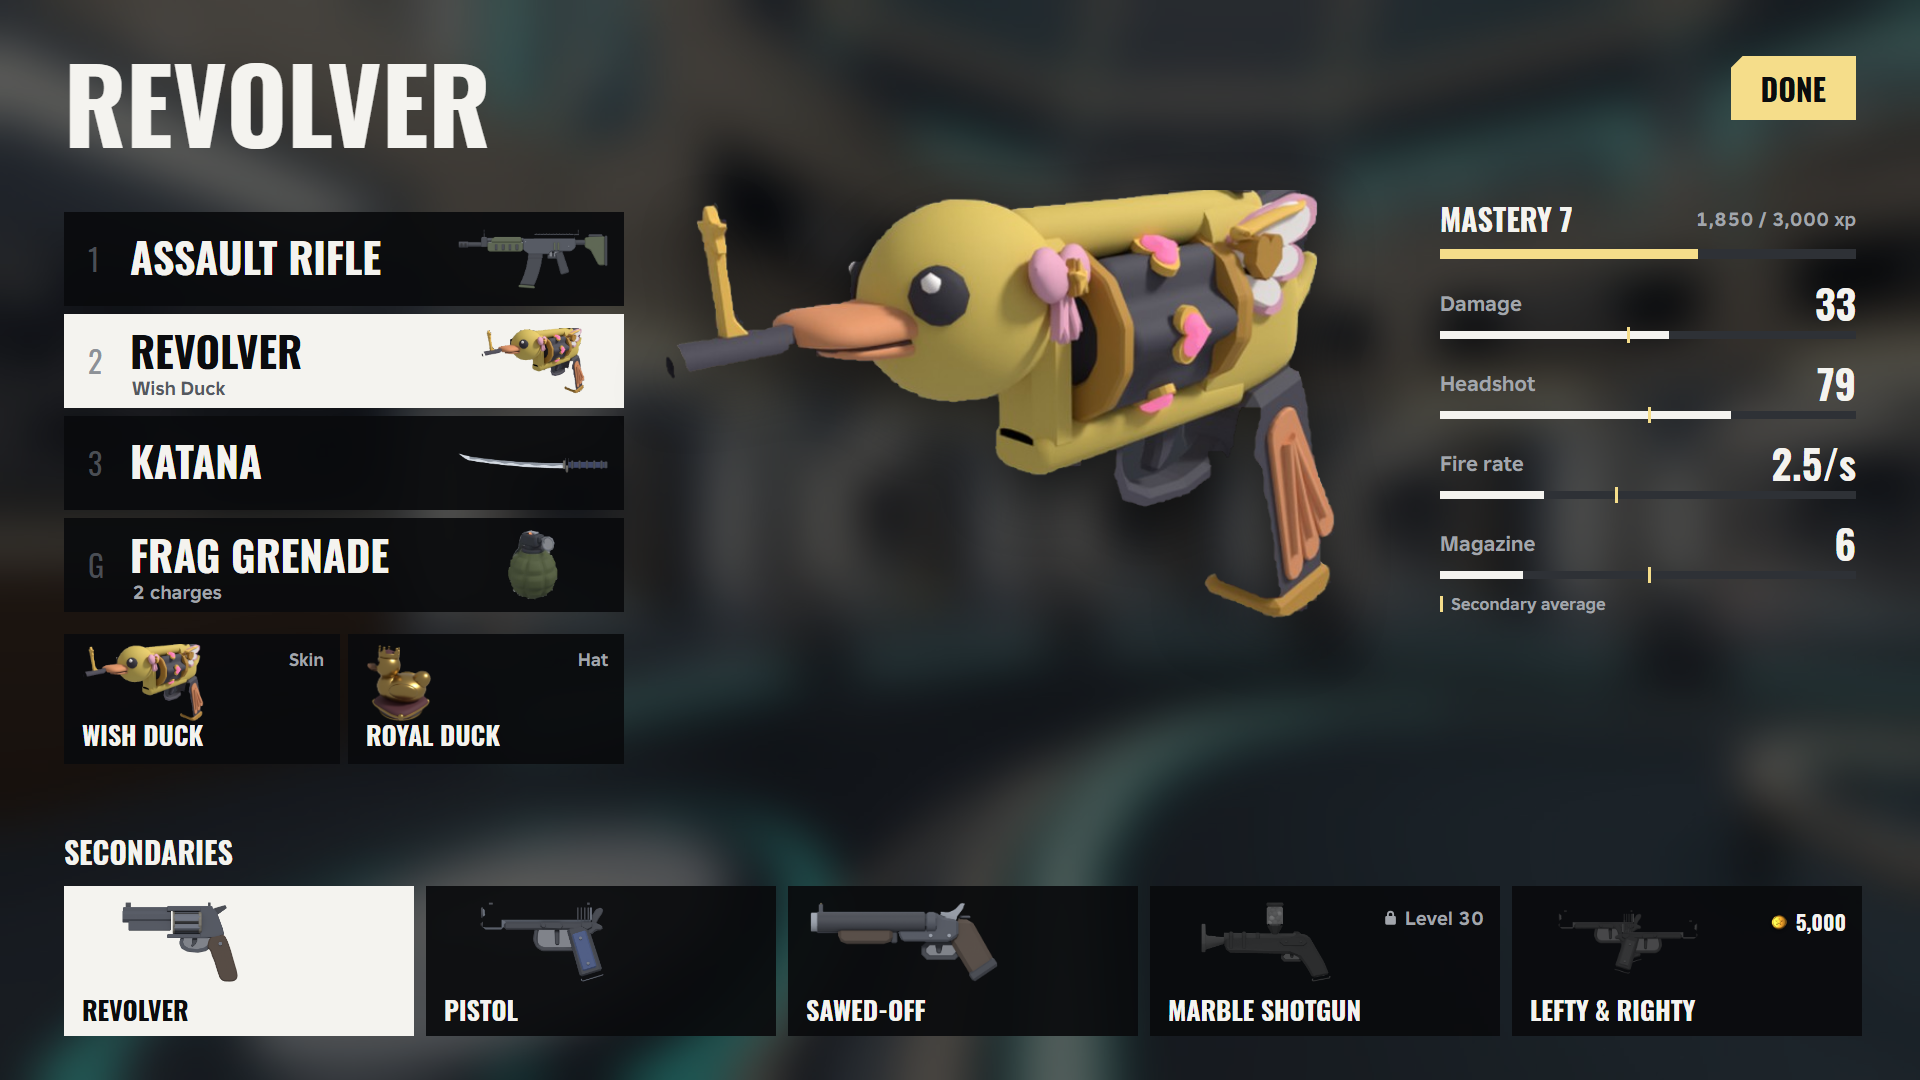 REVOLVER
DONE
1 ASSAULT RIFLE
2 REVOLVER
Wish Duck
3 KATANA
G FRAG GRENADE
2 charges
Skin
WISH DUCK
Hat
ROYAL DUCK
MASTERY 7 1,850 / 3,000 xp
Damage 33
Headshot 79
Fire rate 2.5/s
Magazine 6
Secondary average
SECONDARIES
REVOLVER
PISTOL
SAWED-OFF
Level 30
MARBLE SHOTGUN
5,000
LEFTY & RIGHTY